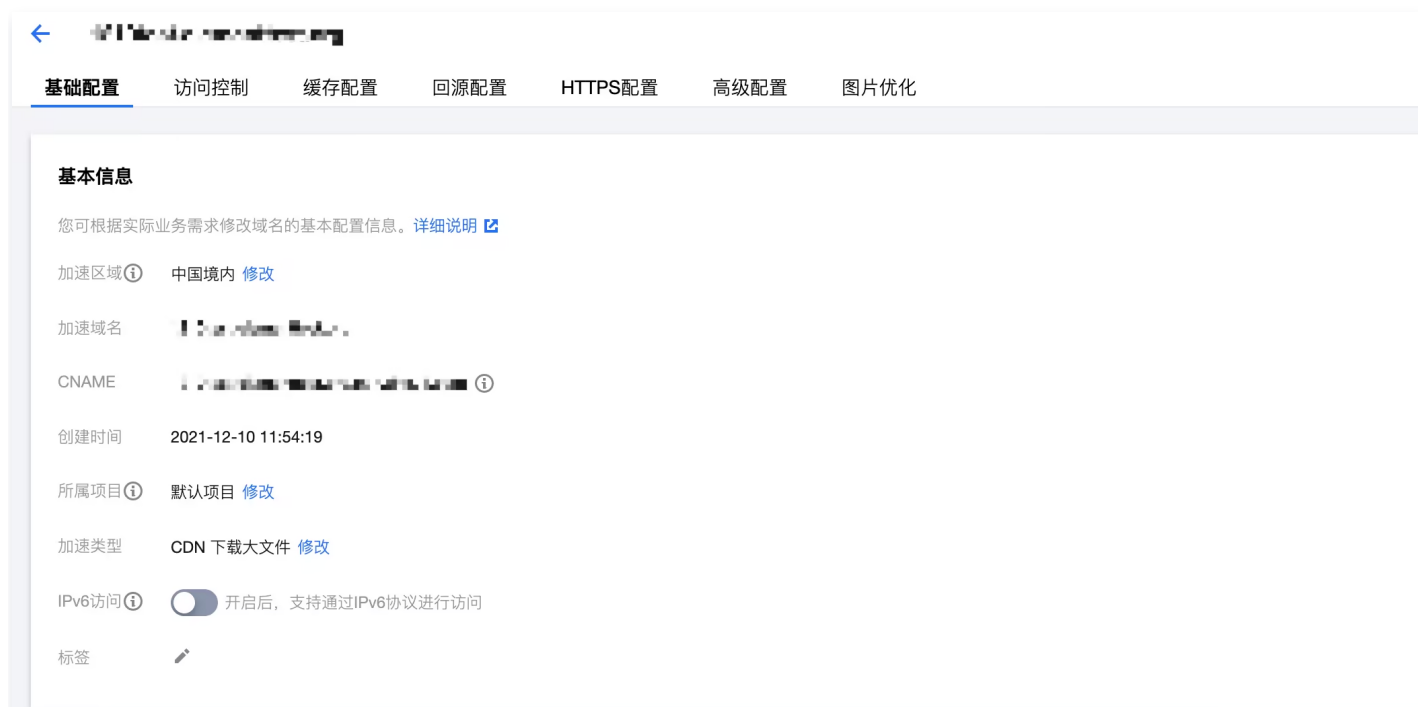 基础配置 访问控制 缓存配置 回源配置 HTTPS配置 高级配置 图片优化
基本信息
您可根据实际业务需求修改域名的基本配置信息。详细说明
加速区域 中国境内 修改
加速域名
CNAME
创建时间 2021-12-10 11:54:19
所属项目 默认项目 修改
加速类型 CDN 下载大文件 修改
IPv6访问 开启后，支持通过IPv6协议进行访问
标签